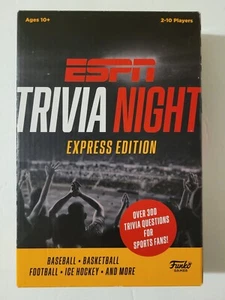 Ages 10+
2-10 Players
ESPN
TRIVIA NIGHT
EXPRESS EDITION
OVER 300
TRIVIA QUESTIONS
FOR
SPORTS FANS!
BASEBALL • BASKETBALL
FOOTBALL • ICE HOCKEY • AND MORE
Funko
GAMES